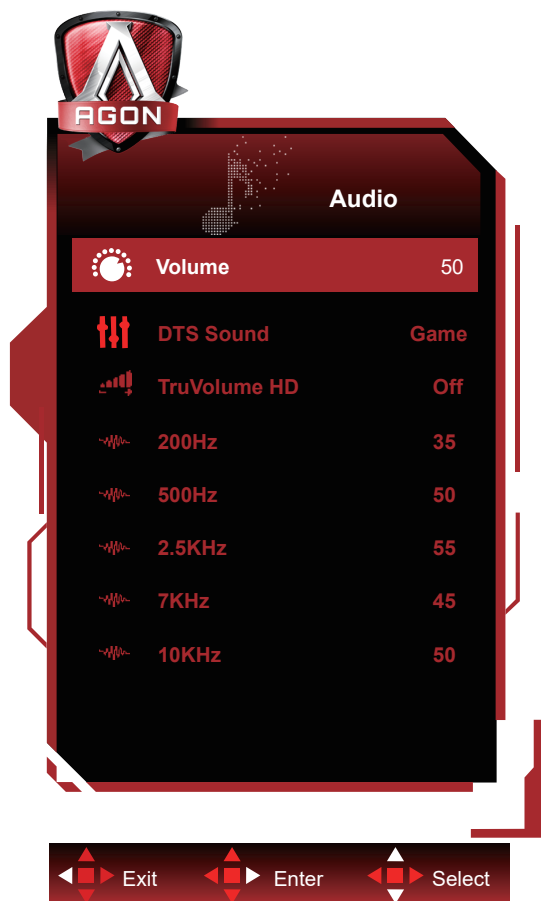 AGON
Audio
Volume 50
DTS Sound Game
TruVolume HD Off
200Hz 35
500Hz 50
2.5KHz 55
7KHz 45
10KHz 50
Exit Enter Select